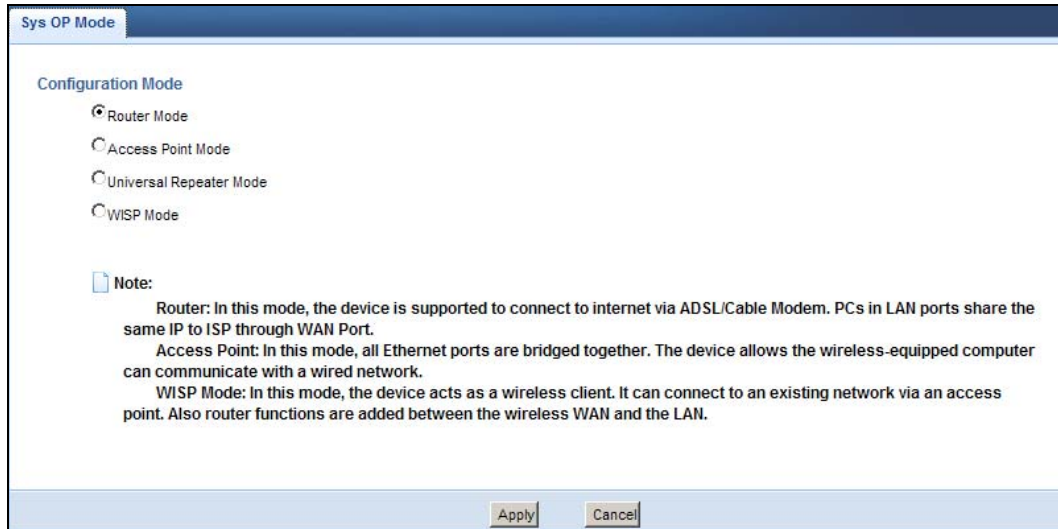 Sys OP Mode
Configuration Mode
Router Mode
Access Point Mode
Universal Repeater Mode
WISP Mode
Note:
Router: In this mode, the device is supported to connect to internet via ADSL/Cable Modem. PCs in LAN ports share the
same IP to ISP through WAN Port.
Access Point: In this mode, all Ethernet ports are bridged together. The device allows the wireless-equipped computer
can communicate with a wired network.
WISP Mode: In this mode, the device acts as a wireless client. It can connect to an existing network via an access
point. Also router functions are added between the wireless WAN and the LAN.
Apply Cancel